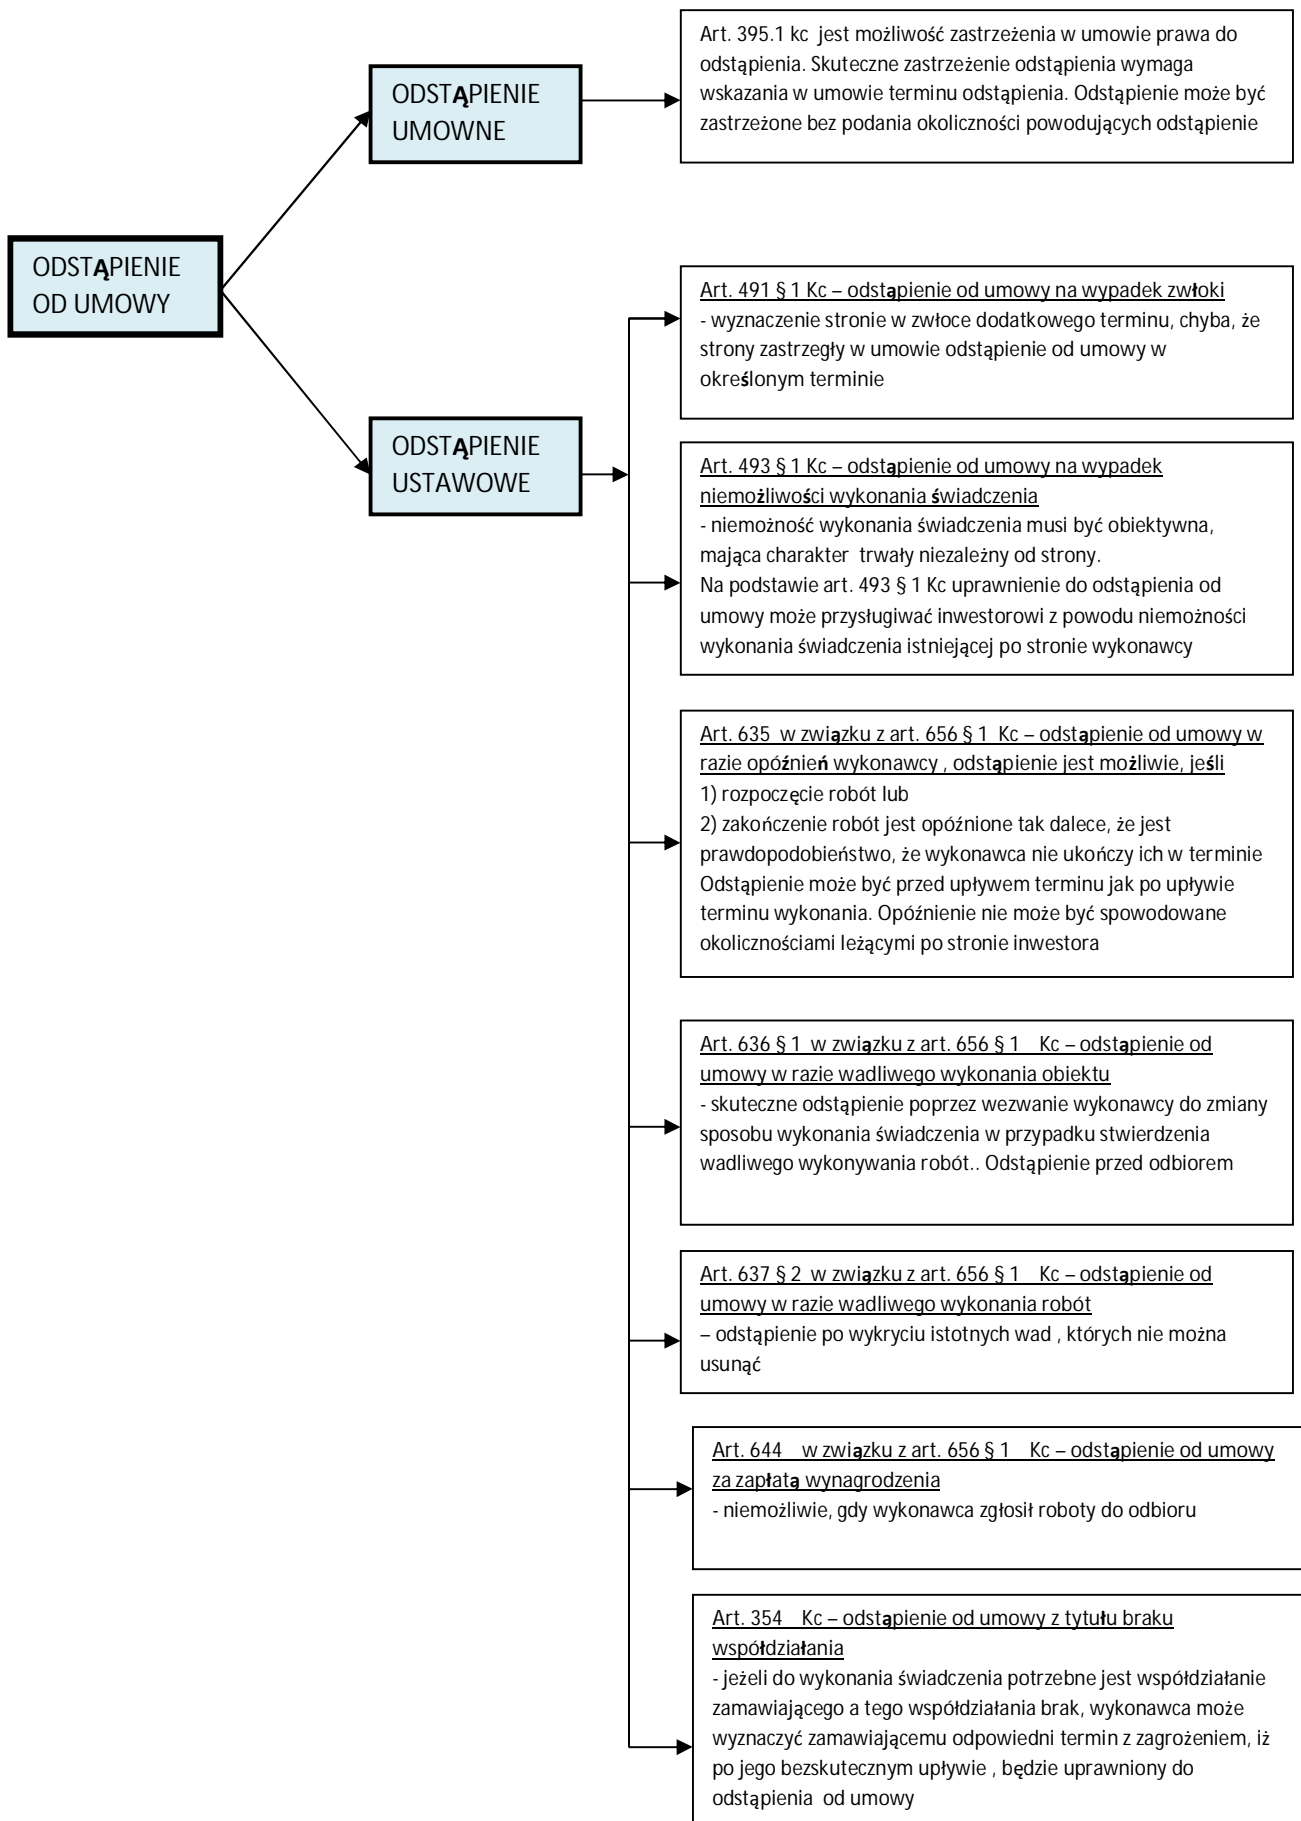 ODSTĄPIENIE
OD UMOWY
ODSTĄPIENIE
UMOWNE
Art. 395.1 kc jest możliwość zastrzeżenia w umowie prawa do
odstąpienia. Skuteczne zastrzeżenie odstąpienia wymaga
wskazania w umowie terminu odstąpienia. Odstąpienie może być
zastrzeżone bez podania okoliczności powodujących odstąpienie
ODSTĄPIENIE
USTAWOWE
Art. 491 § 1 Kc – odstąpienie od umowy na wypadek zwłoki
- wyznaczenie stronie w zwłoce dodatkowego terminu, chyba, że
strony zastrzegły w umowie odstąpienie od umowy w
określonym terminie
Art. 493 § 1 Kc – odstąpienie od umowy na wypadek
niemożliwości wykonania świadczenia
- niemożność wykonania świadczenia musi być obiektywna,
mająca charakter trwały niezależny od strony.
Na podstawie art. 493 § 1 Kc uprawnienie do odstąpienia od
umowy może przysługiwać inwestorowi z powodu niemożności
wykonania świadczenia istniejącej po stronie wykonawcy
Art. 635 w związku z art. 656 § 1 Kc – odstąpienie od umowy w
razie opóźnień wykonawcy , odstąpienie jest możliwie, jeśli
1) rozpoczęcie robót lub
2) zakończenie robót jest opóźnione tak dalece, że jest
prawdopodobieństwo, że wykonawca nie ukończy ich w terminie
Odstąpienie może być przed upływem terminu jak po upływie
terminu wykonania. Opóźnienie nie może być spowodowane
okolicznościami leżącymi po stronie inwestora
Art. 636 § 1 w związku z art. 656 § 1 Kc – odstąpienie od
umowy w razie wadliwego wykonania obiektu
- skuteczne odstąpienie poprzez wezwanie wykonawcy do zmiany
sposobu wykonania świadczenia w przypadku stwierdzenia
wadliwego wykonywania robót.. Odstąpienie przed odbiorem
Art. 637 § 2 w związku z art. 656 § 1 Kc – odstąpienie od
umowy w razie wadliwego wykonania robót
– odstąpienie po wykryciu istotnych wad , których nie można
usunąć
Art. 644 w związku z art. 656 § 1 Kc – odstąpienie od umowy
za zapłatą wynagrodzenia
- niemożliwie, gdy wykonawca zgłosił roboty do odbioru
Art. 354 Kc – odstąpienie od umowy z tytułu braku
współdziałania
- jeżeli do wykonania świadczenia potrzebne jest współdziałanie
zamawiającego a tego współdziałania brak, wykonawca może
wyznaczyć zamawiającemu odpowiedni termin z zagrożeniem, iż
po jego bezskutecznym upływie , będzie uprawniony do
odstąpienia od umowy